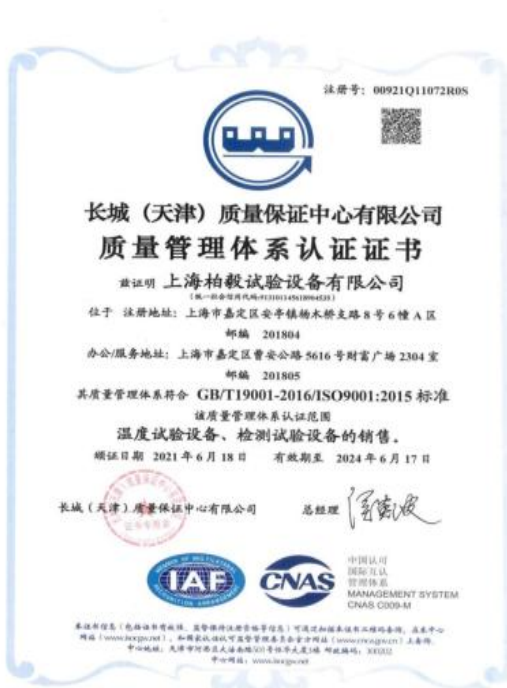 注册号: 00921Q11072R0S
长城（天津）质量保证中心有限公司
质量管理体系认证证书
兹证明 上海柏毅试验设备有限公司
位于 注册地址: 上海市嘉定区安亭镇杨木桥支路8号6幢A区
邮编 201804
办公/服务地址: 上海市嘉定区曹安公路5616号财富广场2304室
邮编 201805
其质量管理体系符合 GB/T19001-2016/ISO9001:2015 标准
该质量管理体系认证范围
温度试验设备、检测试验设备的销售。
颁证日期 2021年6月18日 有效期至 2024年6月17日
长城（天津）质量保证中心有限公司 总经理
MEMBER OF MULTILATERAL
IAF
RECOGNITION ARRANGEMENT
CNAS
中国认可
国际互认
管理体系
MANAGEMENT SYSTEM
CNAS C009-M